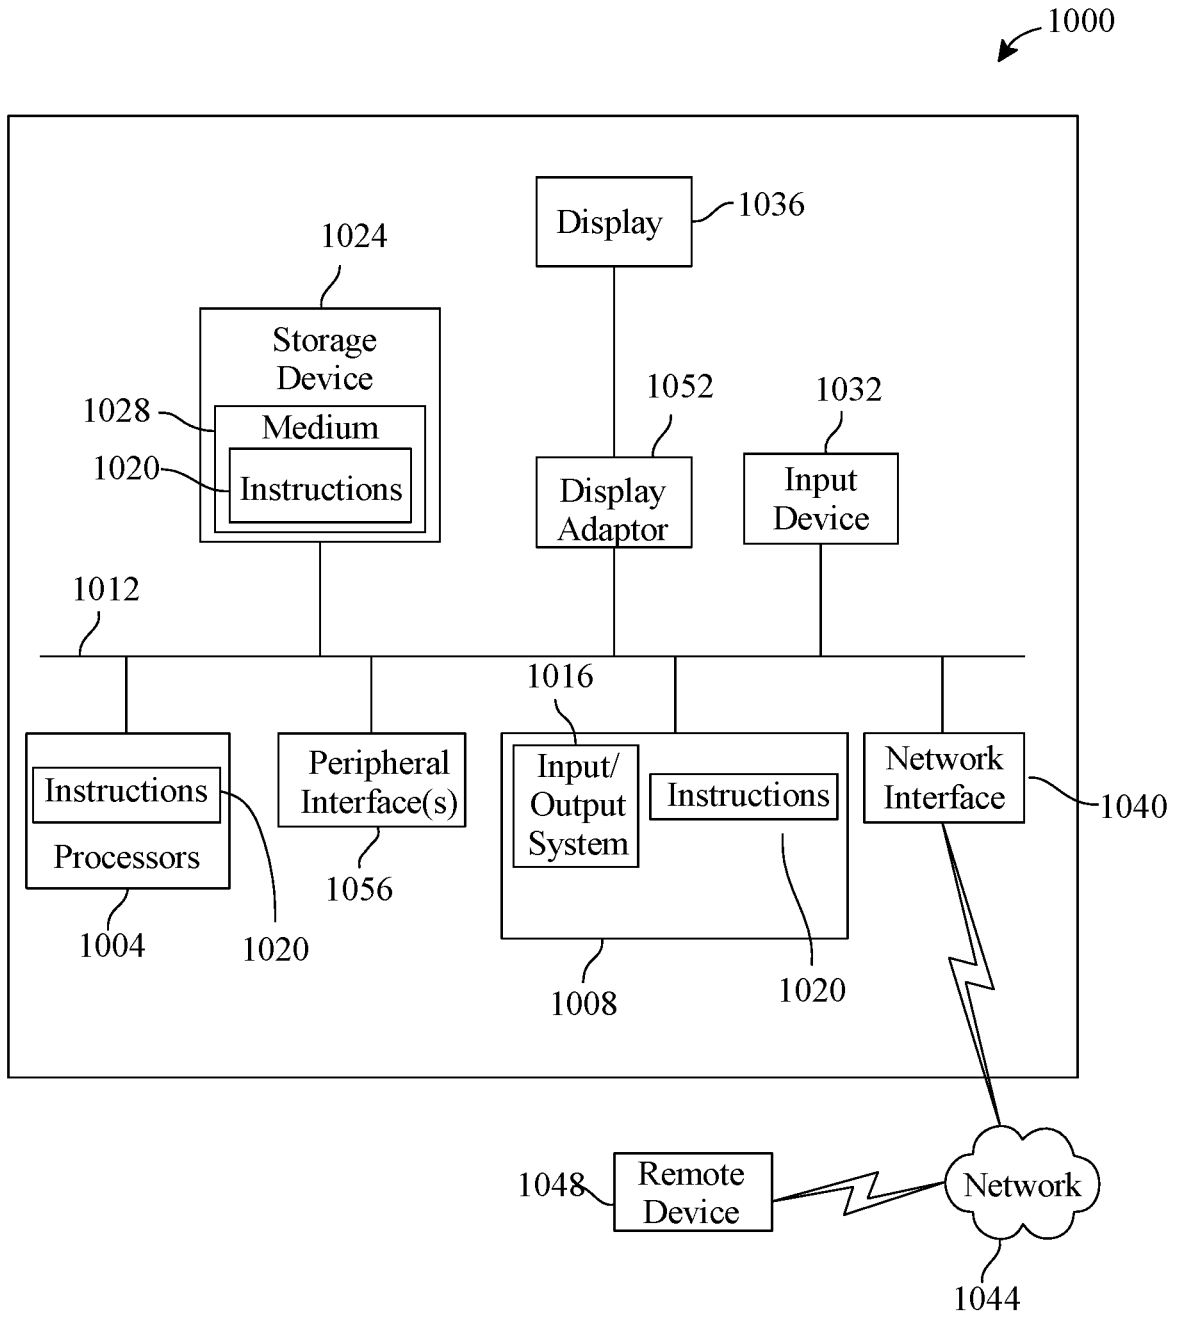 1000
Display
1036
1024
Storage
Device
1028
Medium
1020
Instructions
1052
Display
Adaptor
1032
Input
Device
1012
Instructions
Processors
1004
1020
Peripheral
Interface(s)
1056
1016
Input/
Output
System
Instructions
1020
1008
Network
Interface
1040
1048
Remote
Device
Network
1044